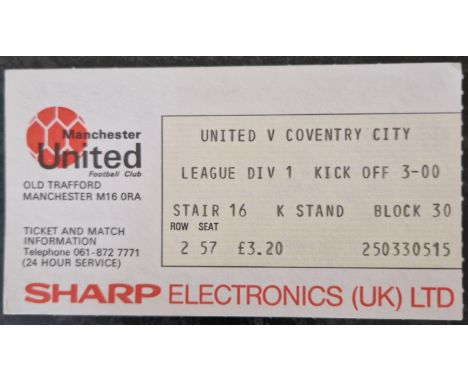 Manchester
United
Football Club
OLD TRAFFORD
MANCHESTER M16 0RA
TICKET AND MATCH
INFORMATION
Telephone 061-872 7771
(24 HOUR SERVICE)
UNITED V COVENTRY CITY
LEAGUE DIV 1 KICK OFF 3-00
STAIR 16 K STAND BLOCK 30
ROW SEAT
2 57 £3.20 250330515
SHARP ELECTRONICS (UK) LTD